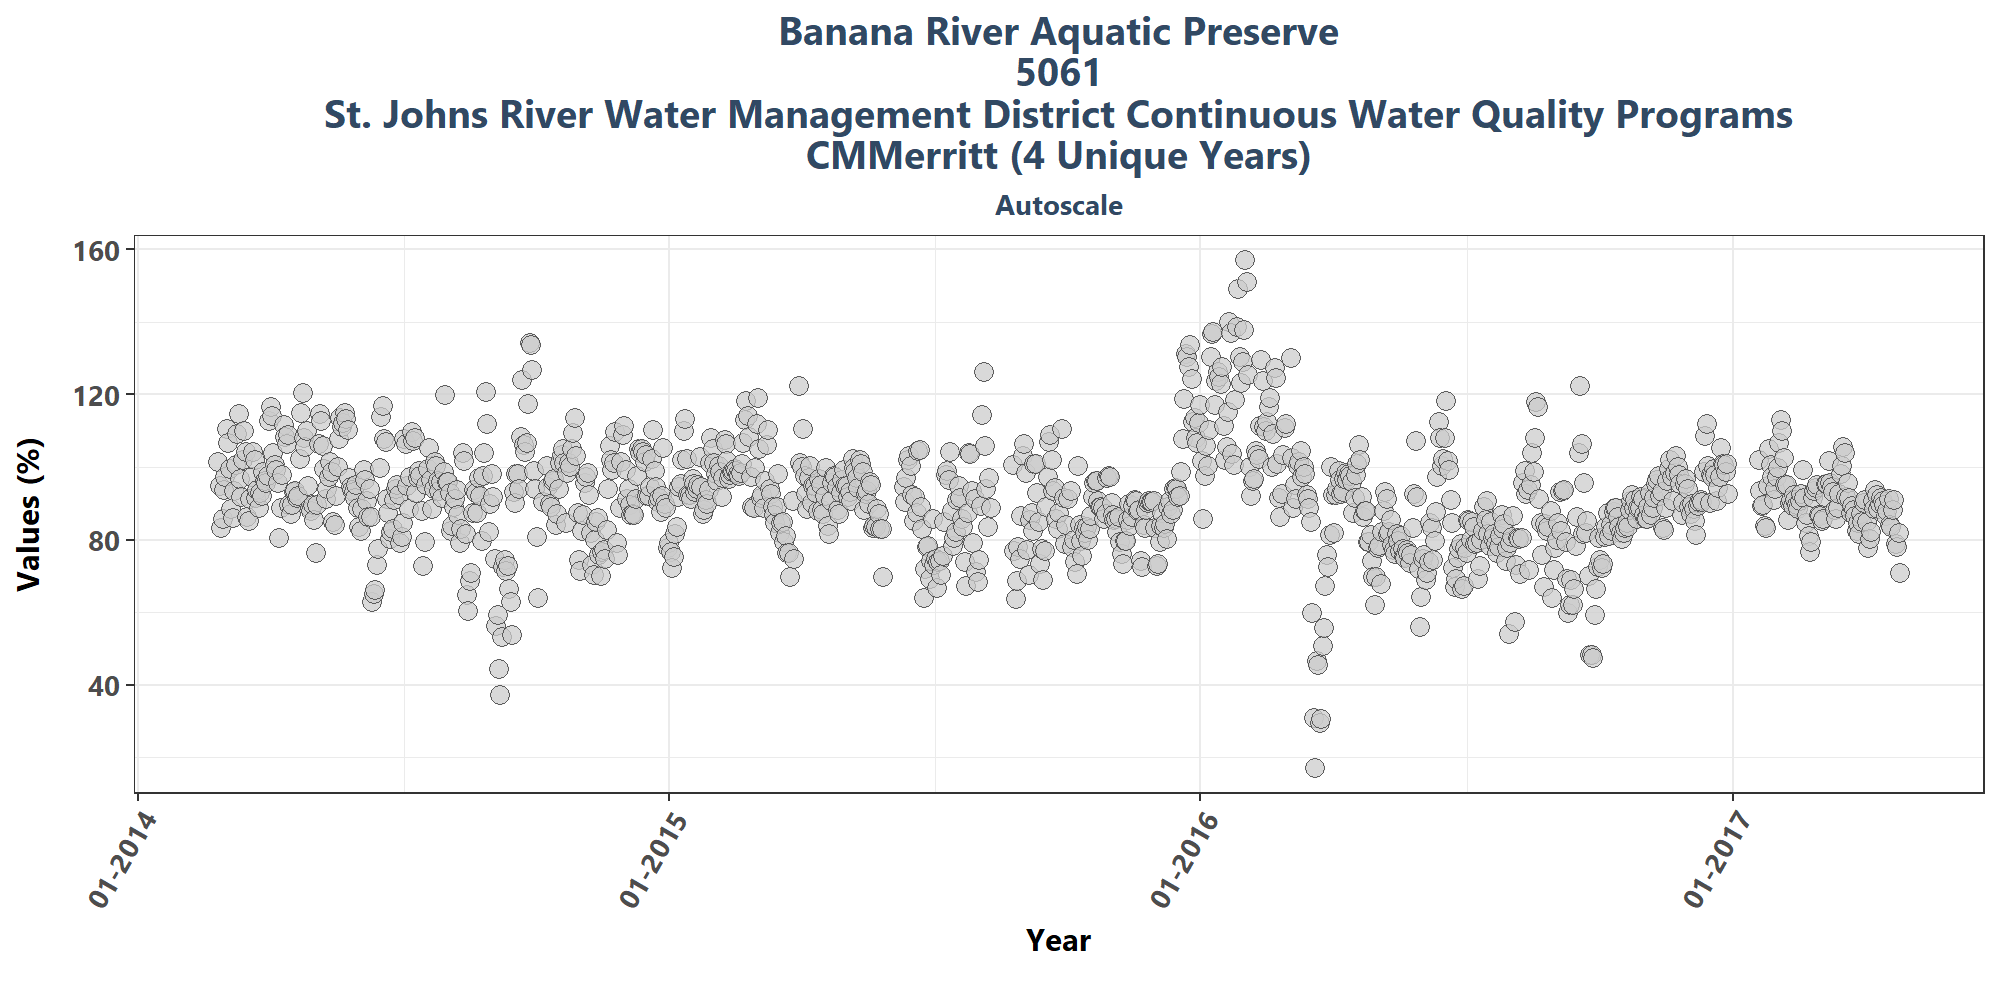 Banana River Aquatic Preserve
5061
St. Johns River Water Management District Continuous Water Quality Programs
CMMerritt (4 Unique Years)
Autoscale
Values (%)
160
120
80
40
01-2014
01-2015
01-2016
01-2017
Year